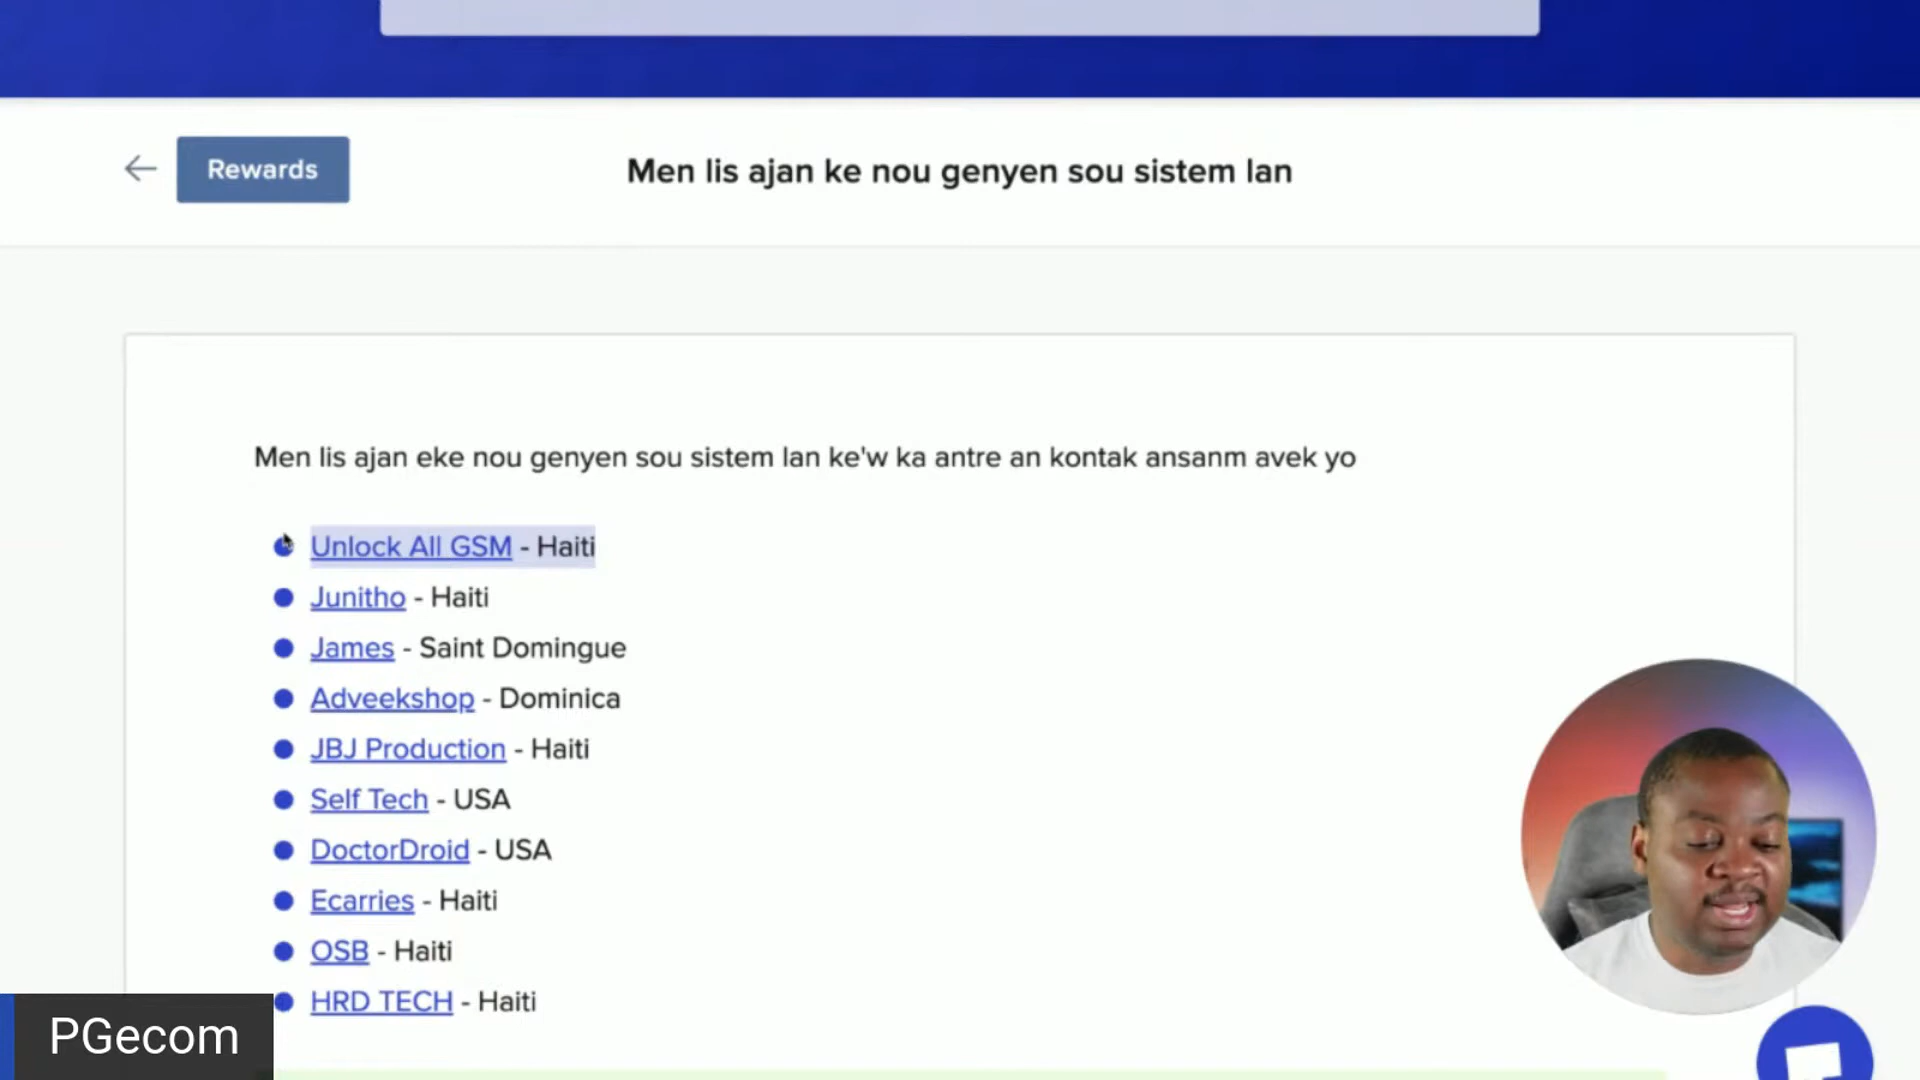 Rewards
Men lis ajan ke nou genyen sou sistem lan
Men lis ajan eke nou genyen sou sistem lan ke'w ka antre an kontak ansanm avek yo
Unlock All GSM - Haiti
Junitho - Haiti
James - Saint Domingue
Adveekshop - Dominica
JBJ Production - Haiti
Self Tech - USA
DoctorDroid - USA
Ecarries - Haiti
OSB - Haiti
HRD TECH - Haiti
PGecom